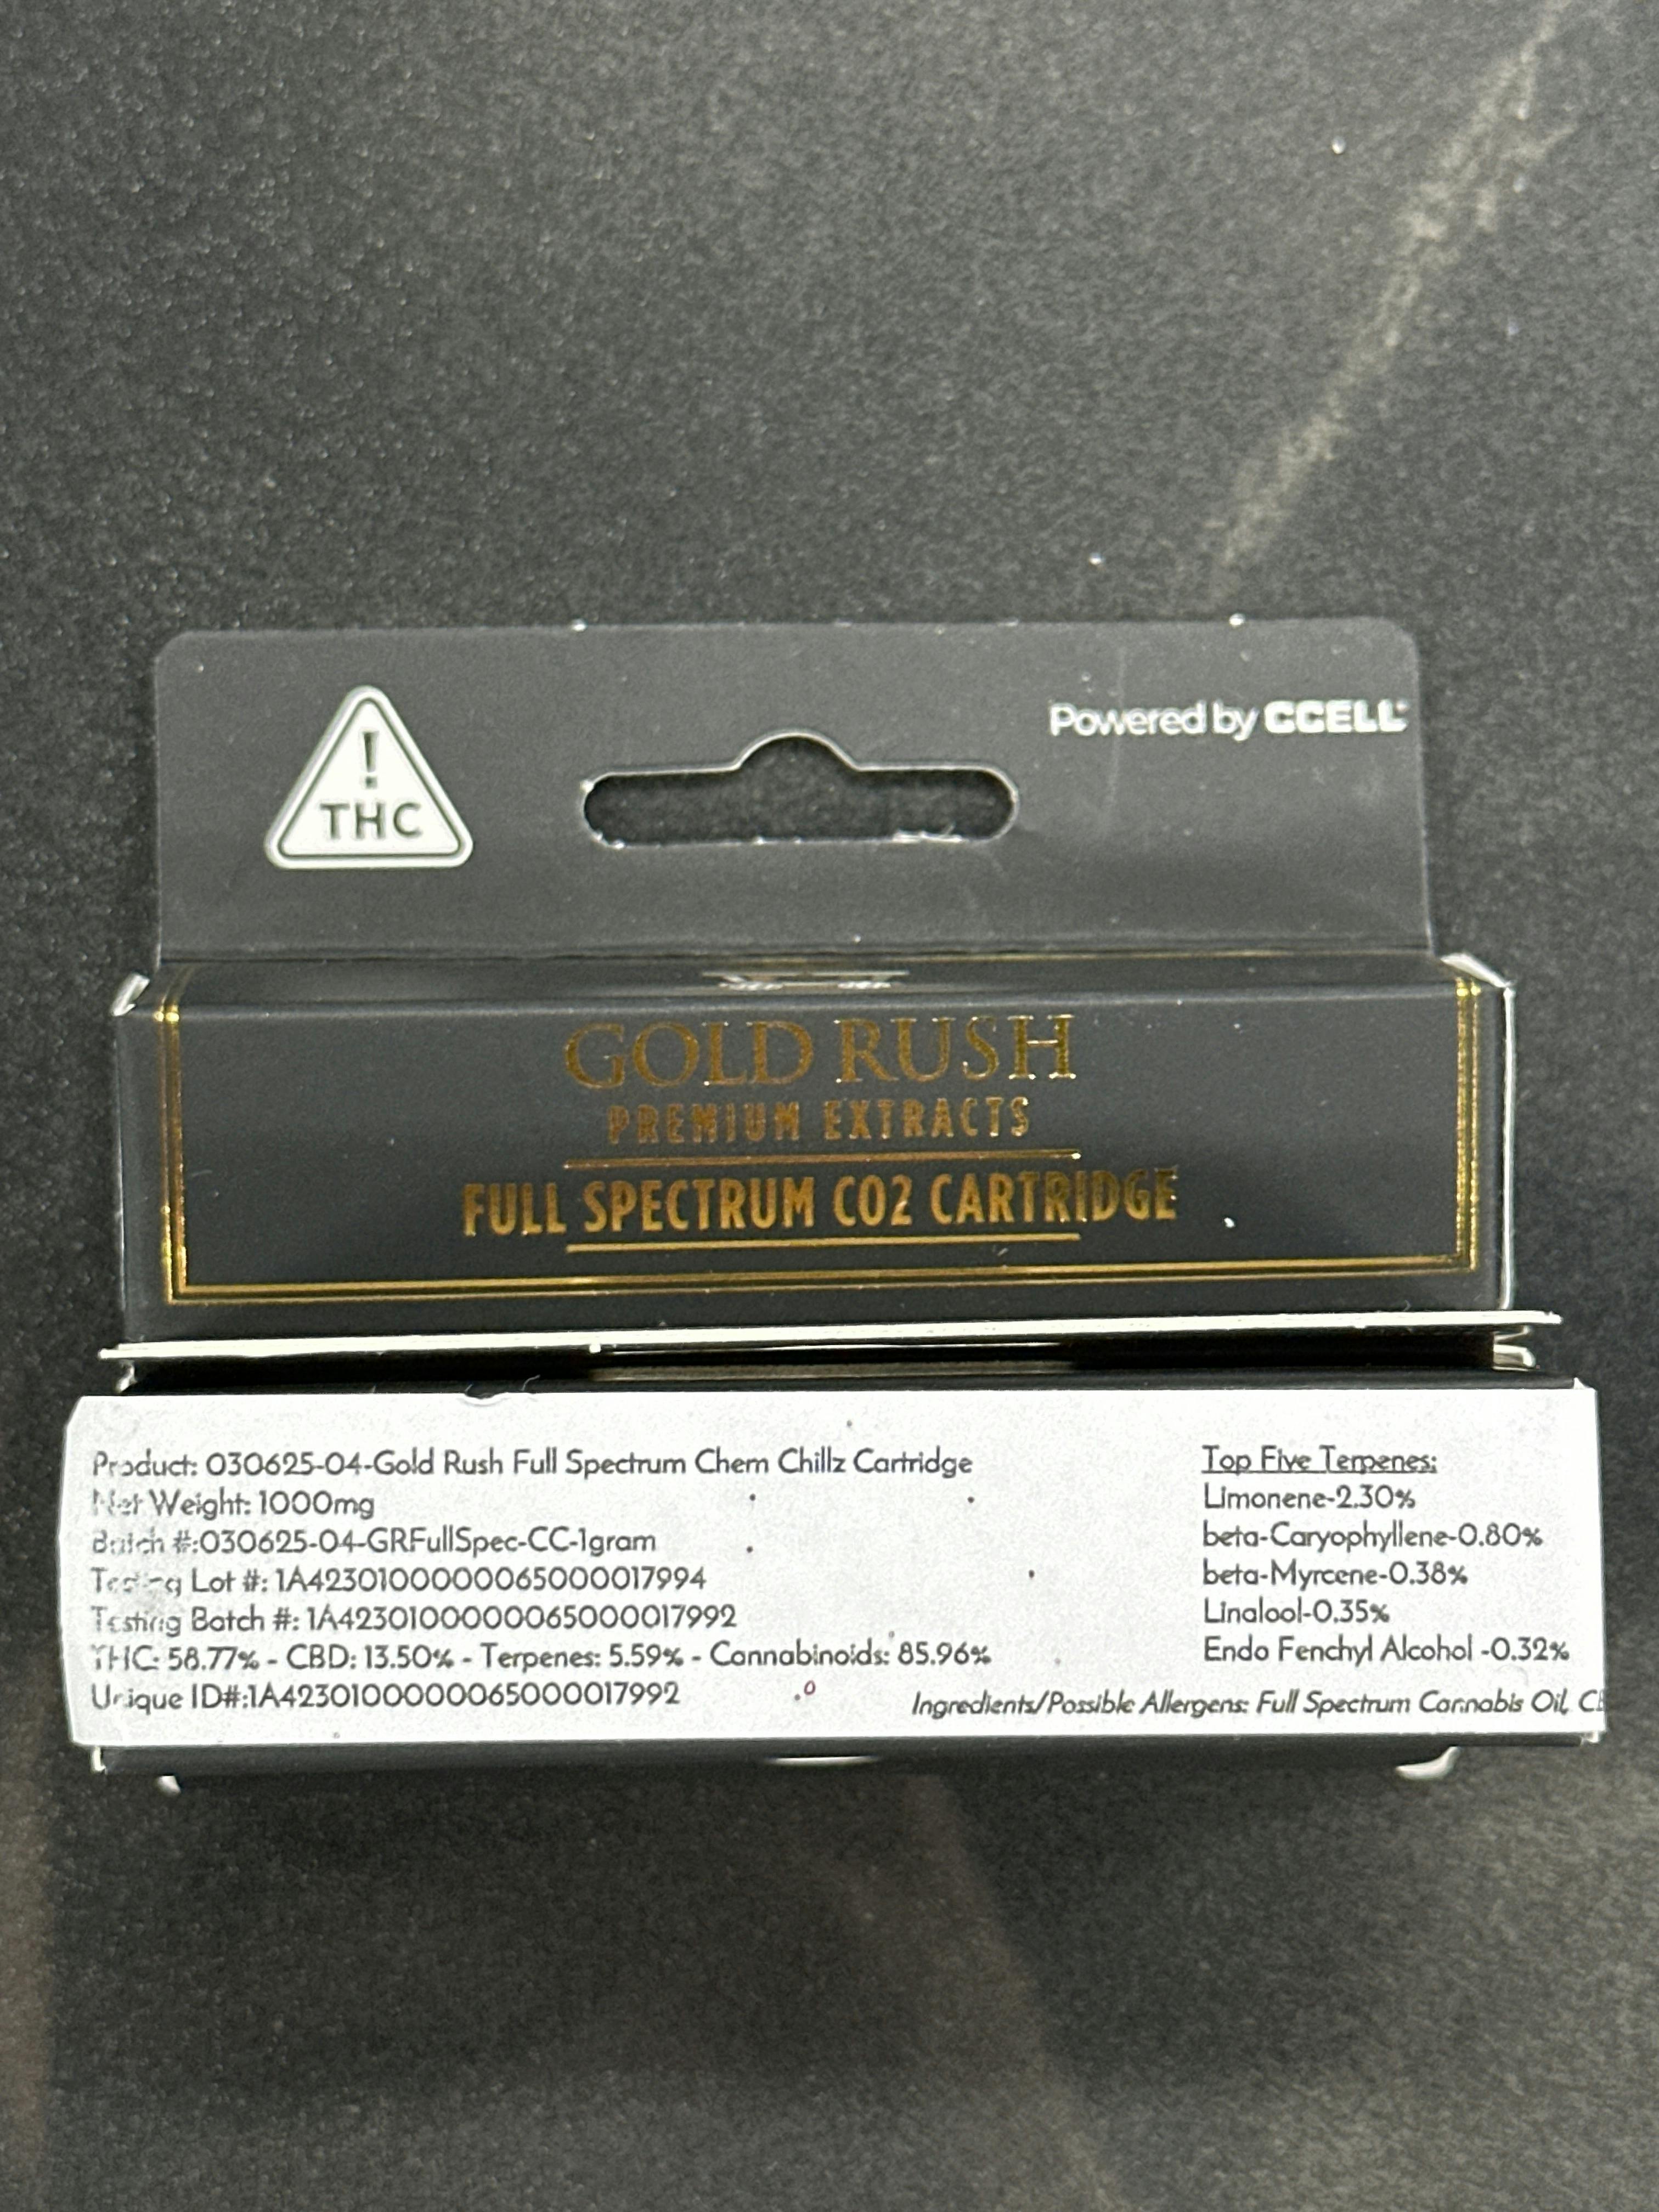 !
THC
Powered by CCELL
GOLD RUSH
PREMIUM EXTRACTS
FULL SPECTRUM CO2 CARTRIDGE
Product: 030625-04-Gold Rush Full Spectrum Chem Chillz Cartridge
Net Weight: 1000mg
Batch #:030625-04-GRFullSpec-CC-1gram
Testing Lot #: 1A4230100000065000017994
Testing Batch #: 1A4230100000065000017992
THC: 58.77% - CBD: 13.50% - Terpenes: 5.59% - Cannabinoids: 85.96%
Unique ID#:1A4230100000065000017992
Top Five Terpenes:
Limonene-2.30%
beta-Caryophyllene-0.80%
beta-Myrcene-0.38%
Linalool-0.35%
Endo Fenchyl Alcohol -0.32%
Ingredients/Possible Allergens: Full Spectrum Cannabis Oil,